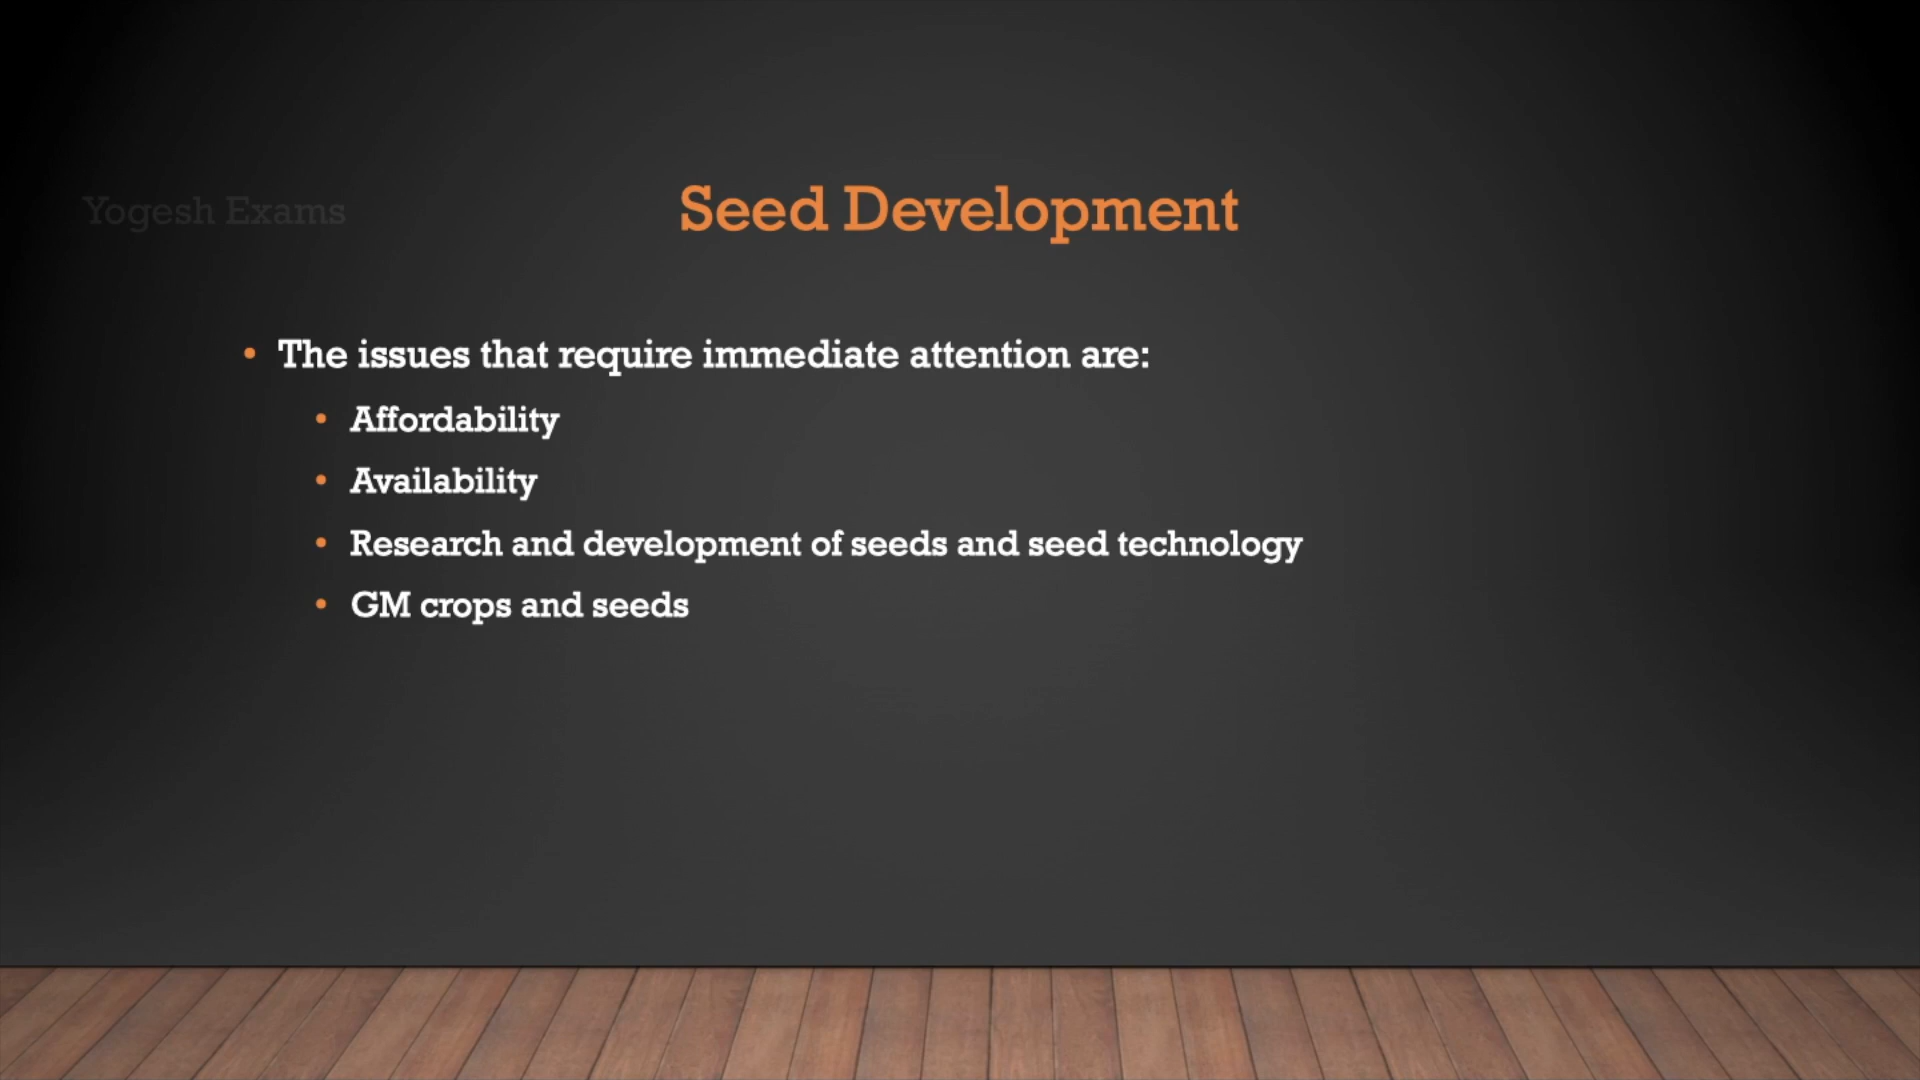 Yogesh Exams
Seed Development
• The issues that require immediate attention are:
• Affordability
• Availability
• Research and development of seeds and seed technology
• GM crops and seeds